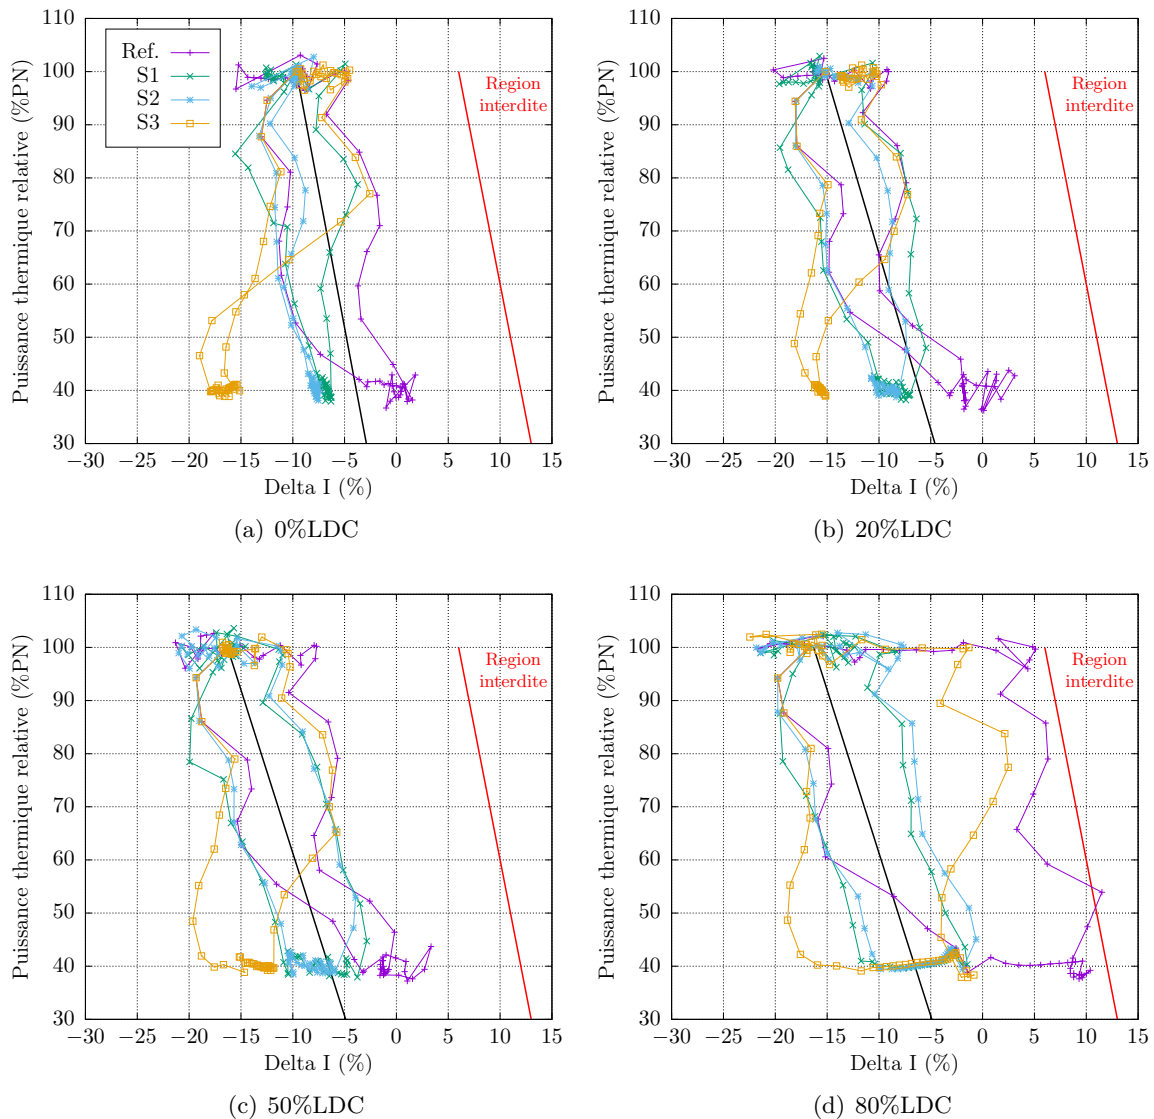 Puissance thermique relative (%PN)
110
100
90
80
70
60
50
40
30
Ref.
S1
S2
S3
Region
interdite
−30 −25 −20 −15 −10 −5 0 5 10 15
Delta I (%)
(a) 0%LDC
Puissance thermique relative (%PN)
110
100
90
80
70
60
50
40
30
Region
interdite
−30 −25 −20 −15 −10 −5 0 5 10 15
Delta I (%)
(b) 20%LDC
Puissance thermique relative (%PN)
110
100
90
80
70
60
50
40
30
Region
interdite
−30 −25 −20 −15 −10 −5 0 5 10 15
Delta I (%)
(c) 50%LDC
Puissance thermique relative (%PN)
110
100
90
80
70
60
50
40
30
Region
interdite
−30 −25 −20 −15 −10 −5 0 5 10 15
Delta I (%)
(d) 80%LDC